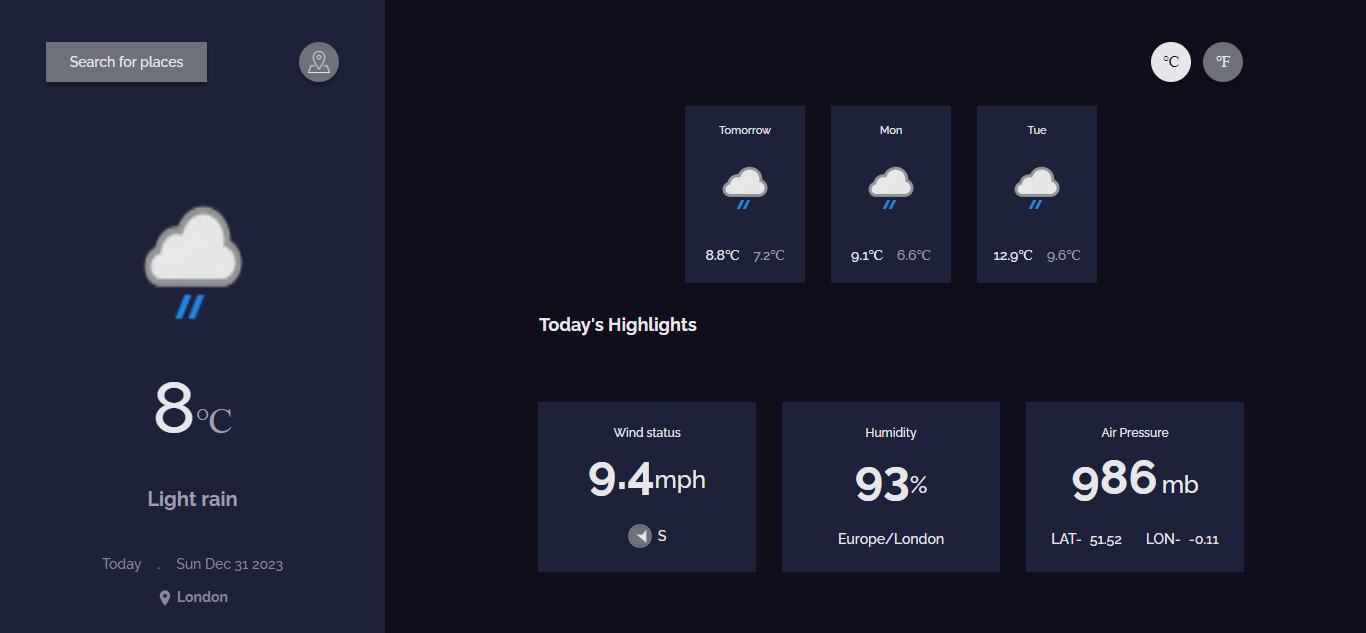 Search for places
8°C
Light rain
Today . Sun Dec 31 2023
London
°C °F
Tomorrow
8.8°C 7.2°C
Mon
9.1°C 6.6°C
Tue
12.9°C 9.6°C
Today's Highlights
Wind status
9.4mph
S
Humidity
93%
Europe/London
Air Pressure
986 mb
LAT- 51.52 LON- -0.11